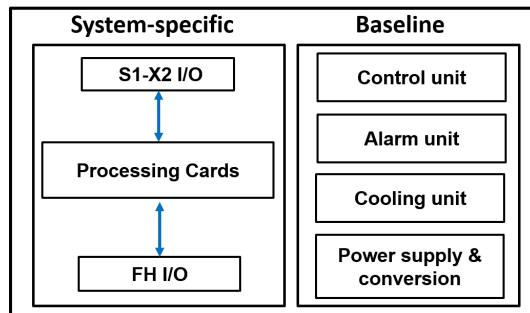 System-specific
S1-X2 I/O
Processing Cards
FH I/O
Baseline
Control unit
Alarm unit
Cooling unit
Power supply &
conversion